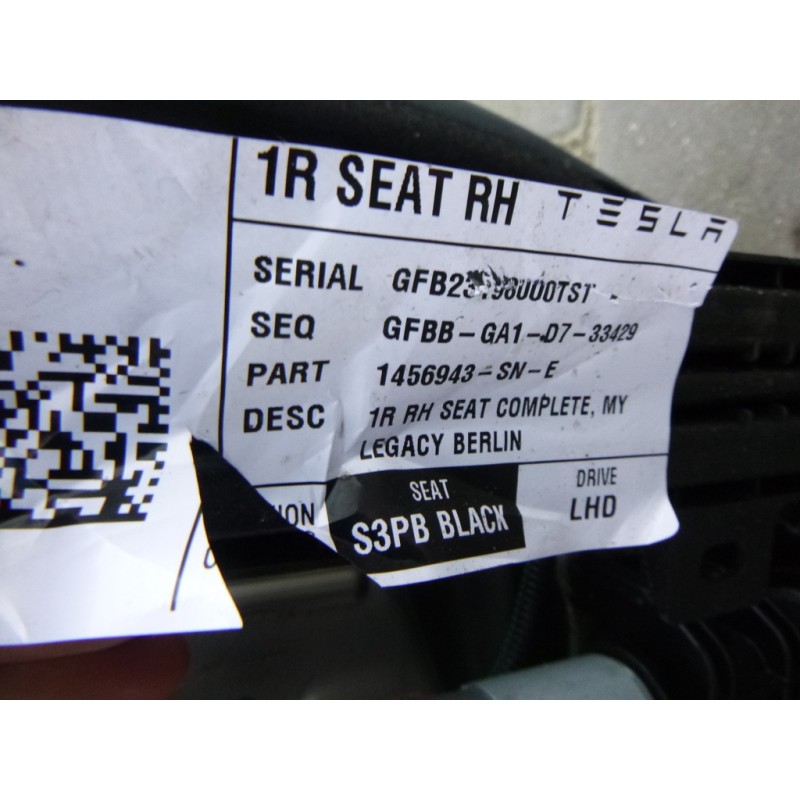 1R SEAT RH TESLA
SERIAL
SEQ GFBB-GA1-D7-33429
PART 1456943-SN-E
DESC 1R RH SEAT COMPLETE, MY
LEGACY BERLIN
SEAT DRIVE
S3PB BLACK LHD